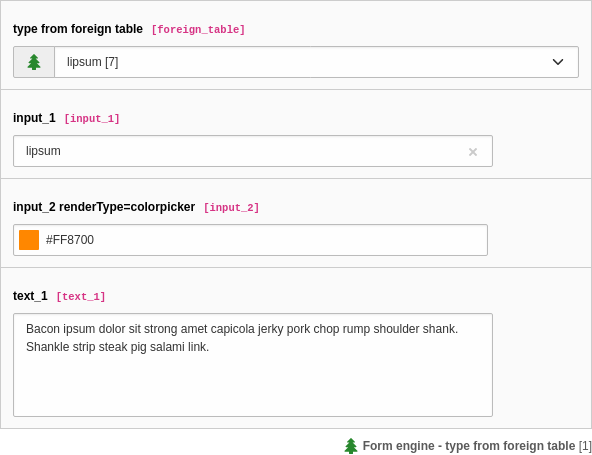 type from foreign table [foreign_table]
lipsum [7]
input_1 [input_1]
lipsum
input_2 renderType=colorpicker [input_2]
#FF8700
text_1 [text_1]
Bacon ipsum dolor sit strong amet capicola jerky pork chop rump shoulder shank.
Shankle strip steak pig salami link.
Form engine - type from foreign table [1]